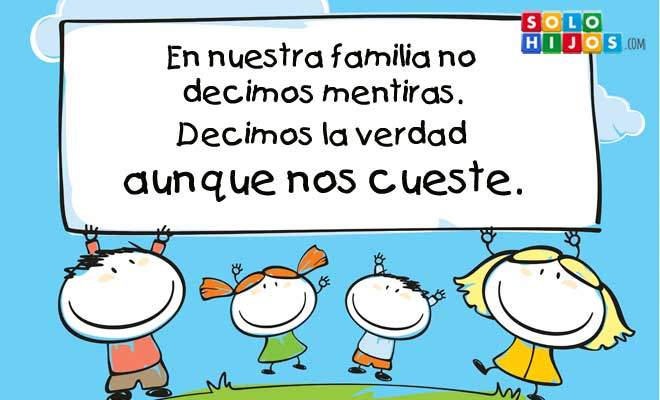 SOLO
HIJOS.COM
En nuestra familia no
decimos mentiras.
Decimos la verdad
aunque nos cueste.